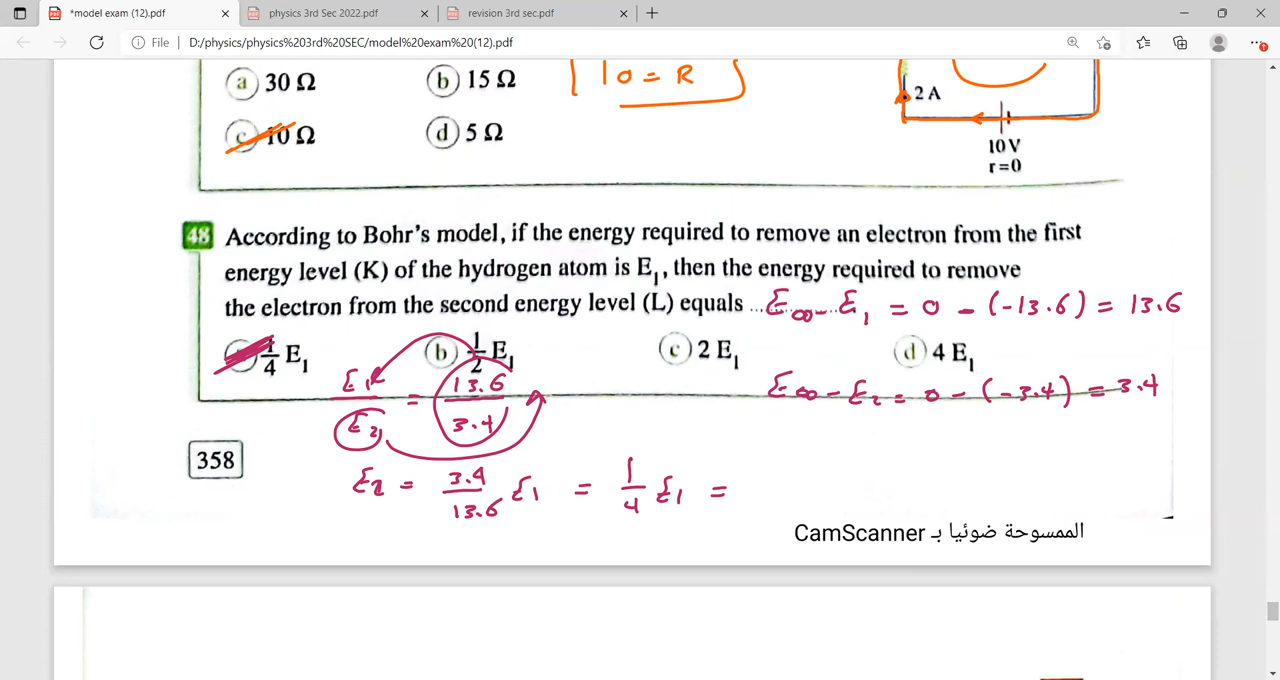 *model exam (12).pdf
physics 3rd Sec 2022.pdf
revision 3rd sec.pdf
File
D:/physics/physics%203rd%20SEC/model%20exam%20(12).pdf
a 30 Ω
b 15 Ω
10 = R
2 A
c 10 Ω
d 5 Ω
10 V
r = 0
48 According to Bohr's model, if the energy required to remove an electron from the first
energy level (K) of the hydrogen atom is E₁, then the energy required to remove
the electron from the second energy level (L) equals ........
E∞ - E₁ = 0 - (-13.6) = 13.6
1/4 E₁
b 1/2 E₁
c 2 E₁
d 4 E₁
E₁/E₂ = 13.6/3.4
E∞ - E₂ = 0 - (-3.4) = 3.4
358
E₂ = 3.4/13.6 E₁ = 1/4 E₁ =
الممسوحة ضوئيا بـ CamScanner